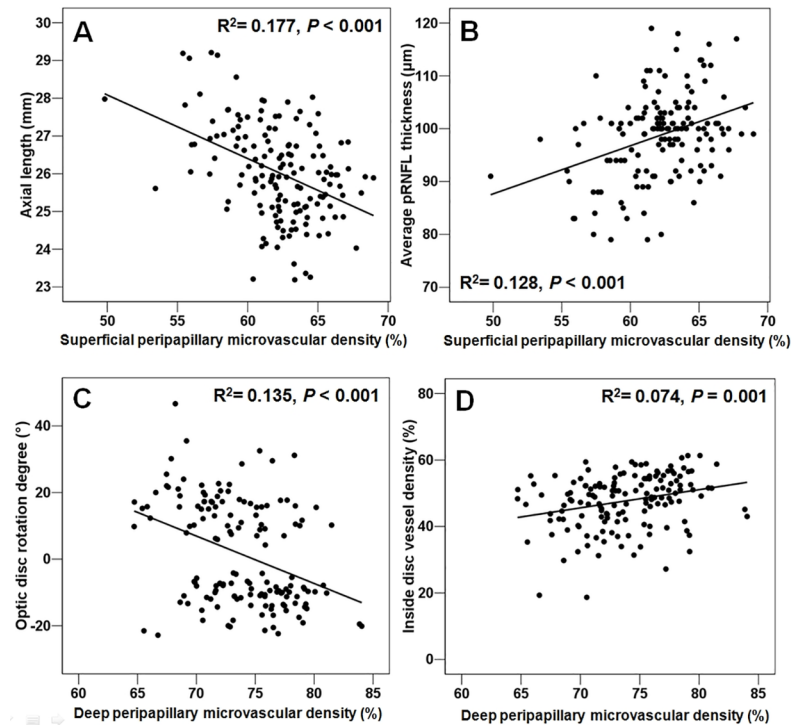 A
R²= 0.177, P < 0.001
30
29
28
27
26
25
24
23
Axial length (mm)
50 55 60 65 70
Superficial peripapillary microvascular density (%)
B
120
110
100
90
80
70
Average pRNFL thickness (µm)
R²= 0.128, P < 0.001
50 55 60 65 70
Superficial peripapillary microvascular density (%)
C
R²= 0.135, P < 0.001
40
20
0
-20
Optic disc rotation degree (°)
60 65 70 75 80 85
Deep peripapillary microvascular density (%)
D
R²= 0.074, P = 0.001
80
60
40
20
0
Inside disc vessel density (%)
60 65 70 75 80 85
Deep peripapillary microvascular density (%)